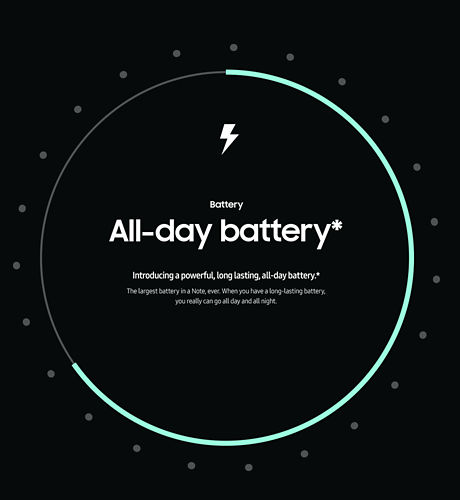 Battery
All-day battery*
Introducing a powerful, long lasting, all-day battery.*
The largest battery in a Note, ever. When you have a long-lasting battery,
you really can go all day and all night.